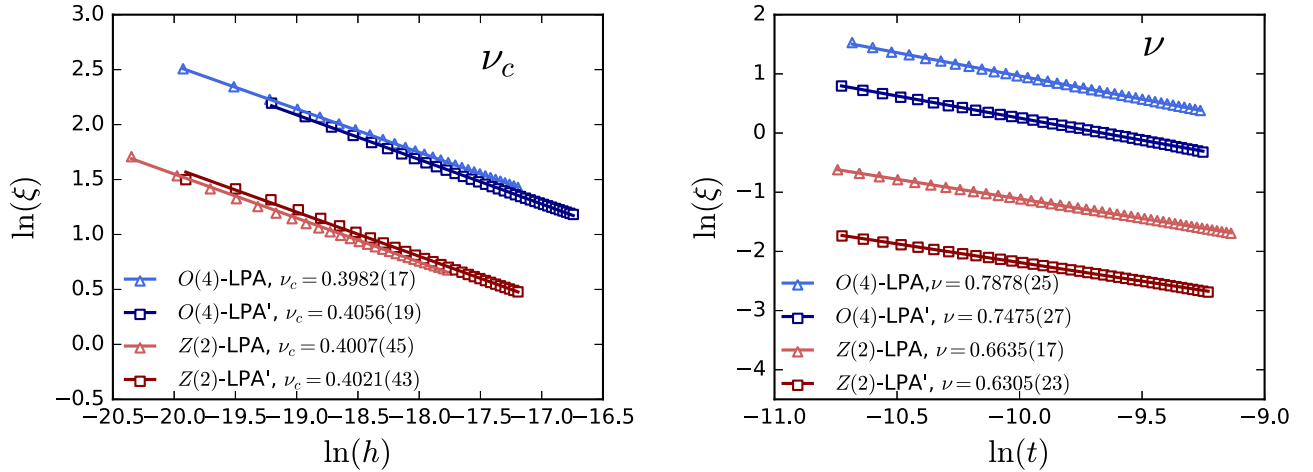 3.0
2.5
2.0
1.5
1.0
0.5
0.0
−0.5
ln(ξ)
ν_c
O(4)-LPA, ν_c = 0.3982(17)
O(4)-LPA', ν_c = 0.4056(19)
Z(2)-LPA, ν_c = 0.4007(45)
Z(2)-LPA', ν_c = 0.4021(43)
−20.5 −20.0 −19.5 −19.0 −18.5 −18.0 −17.5 −17.0 −16.5
ln(h)
2
1
0
−1
−2
−3
−4
ln(ξ)
ν
O(4)-LPA,ν = 0.7878(25)
O(4)-LPA', ν = 0.7475(27)
Z(2)-LPA, ν = 0.6635(17)
Z(2)-LPA', ν = 0.6305(23)
−11.0 −10.5 −10.0 −9.5 −9.0
ln(t)